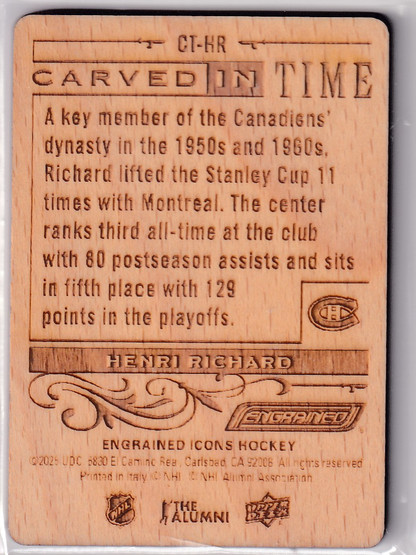 CT-HR
CARVED IN TIME
A key member of the Canadiens'
dynasty in the 1950s and 1960s,
Richard lifted the Stanley Cup 11
times with Montreal. The center
ranks third all-time at the club
with 80 postseason assists and sits
in fifth place with 129
points in the playoffs.
HENRI RICHARD
ENGRAINED
ENGRAINED ICONS HOCKEY
©2025 UDC 5830 El Camino Real, Carlsbad, CA 92008 All rights reserved
Printed in Italy © NHL © NHL Alumni Association
NHL
THE
ALUMNI
UPPER
DECK